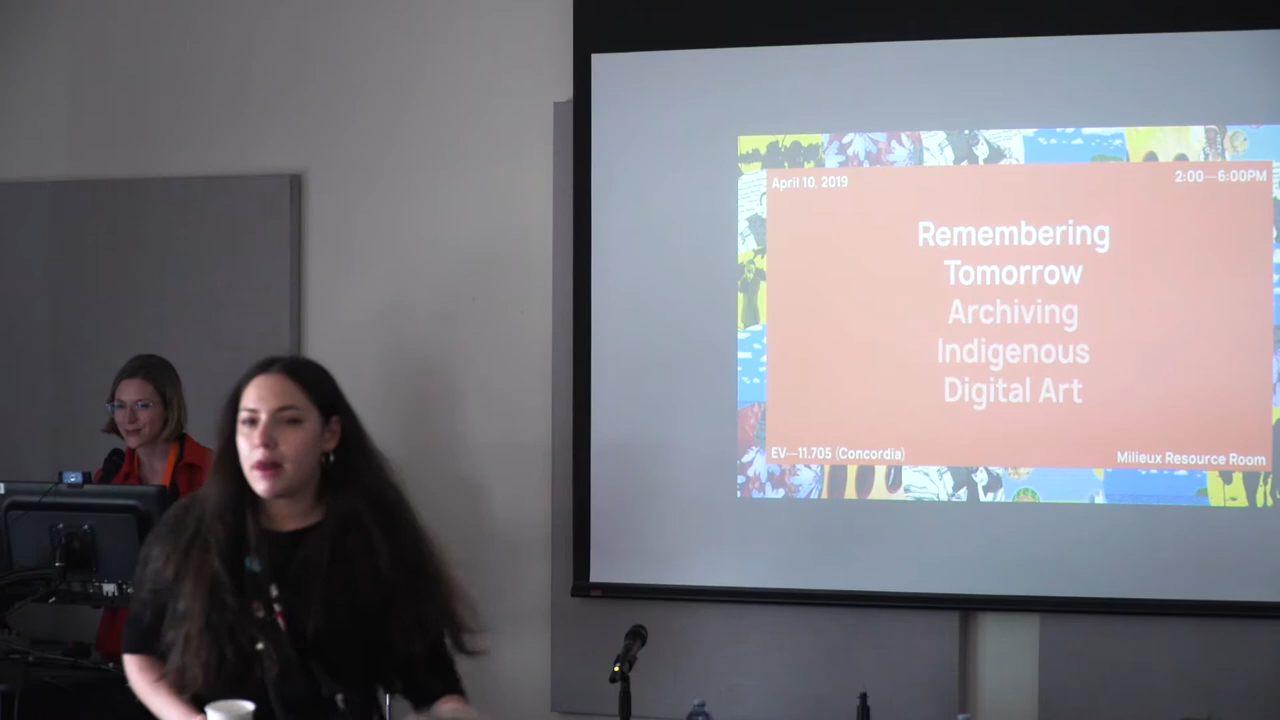 April 10, 2019
2:00—6:00PM
Remembering
Tomorrow
Archiving
Indigenous
Digital Art
EV—11.705 (Concordia)
Milieux Resource Room